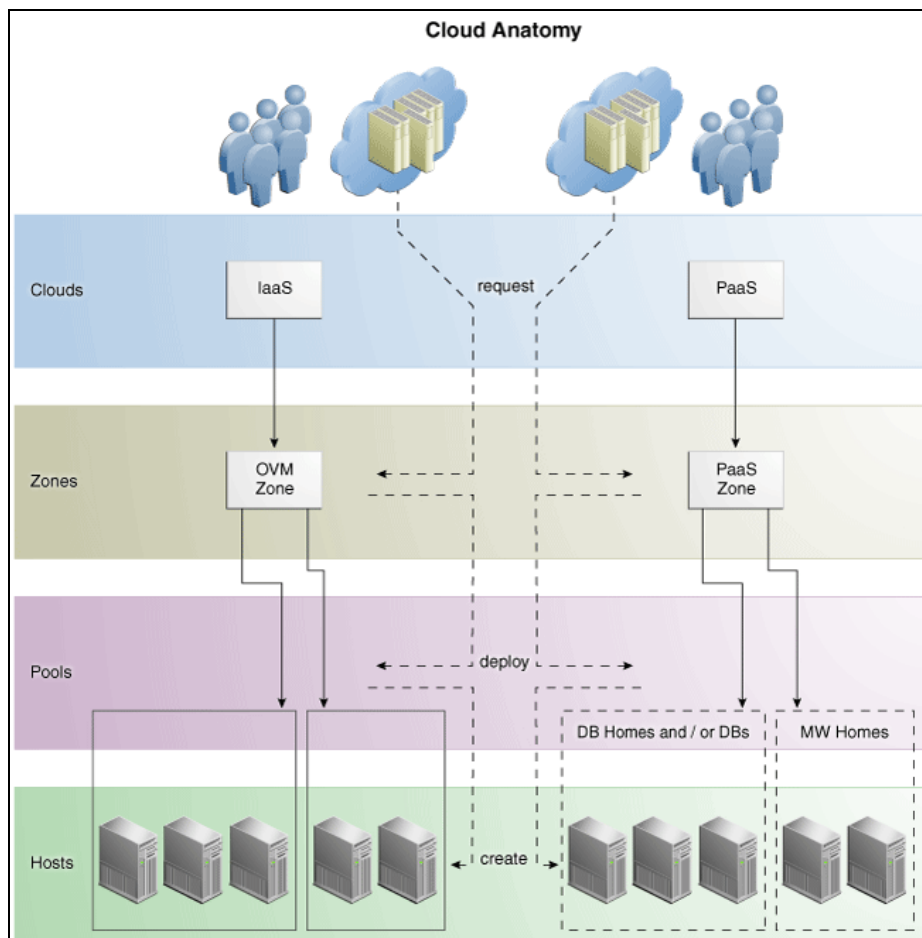 Cloud Anatomy
Clouds
IaaS
request
PaaS
Zones
OVM
Zone
PaaS
Zone
Pools
deploy
DB Homes and / or DBs
MW Homes
Hosts
create